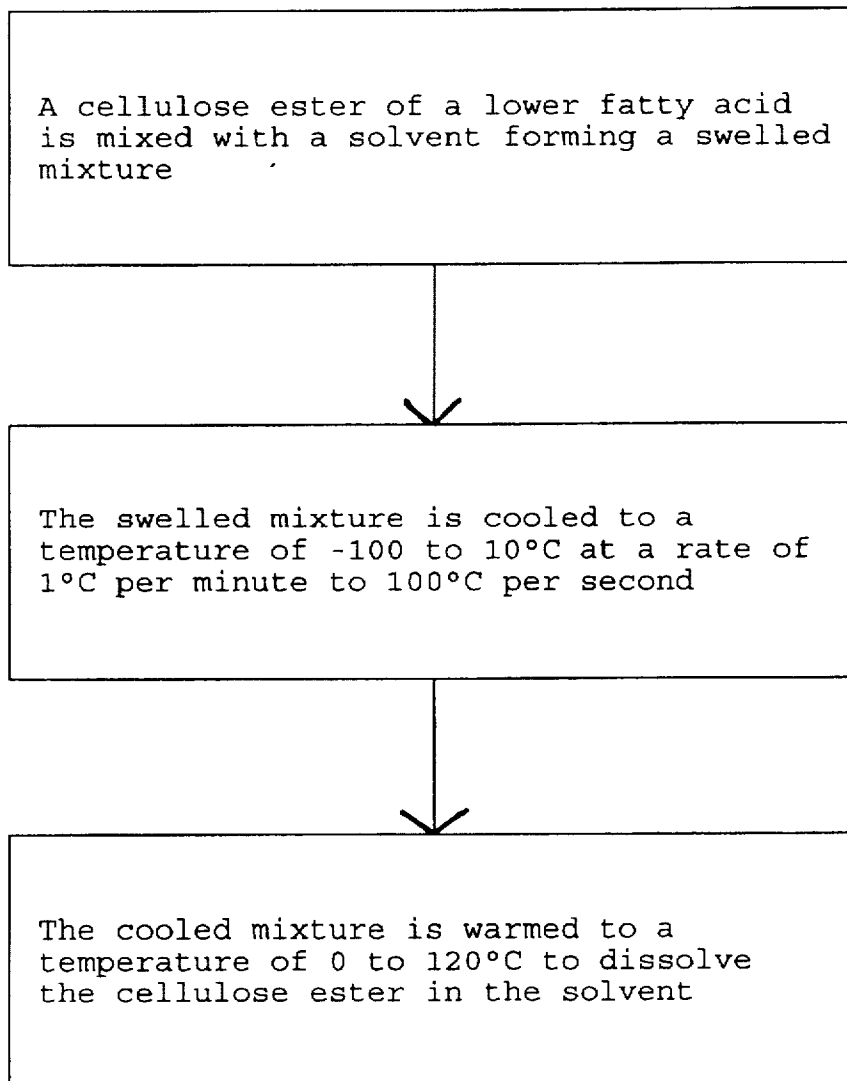 A cellulose ester of a lower fatty acid
is mixed with a solvent forming a swelled
mixture
The swelled mixture is cooled to a
temperature of -100 to 10°C at a rate of
1°C per minute to 100°C per second
The cooled mixture is warmed to a
temperature of 0 to 120°C to dissolve
the cellulose ester in the solvent